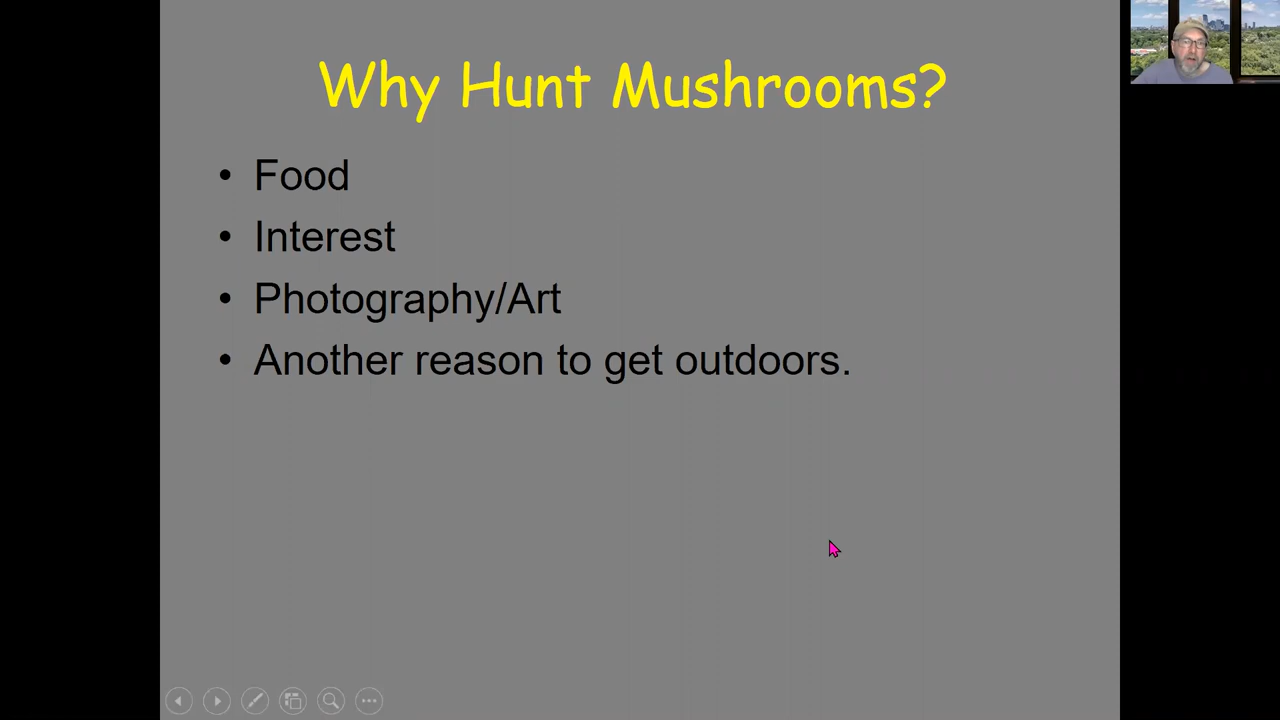 Why Hunt Mushrooms?
• Food
• Interest
• Photography/Art
• Another reason to get outdoors.